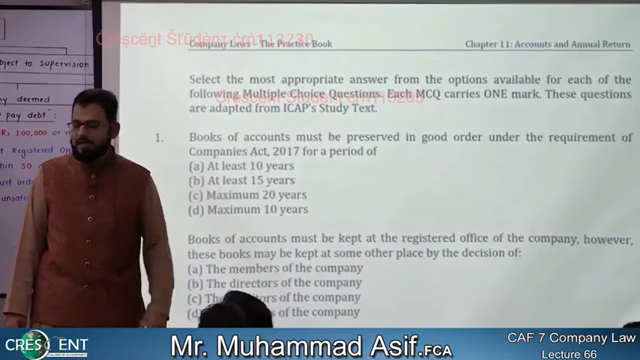 Company Laws – The Practice Book
Chapter 11: Accounts and Annual Return
bject to Supervision
ny deemed
pay debt":
Rs 100,000 or
Registered
30
Select the most appropriate answer from the options available for each of the
following Multiple Choice Questions. Each MCQ carries ONE mark. These questions
are adapted from ICAP's Study Text.
1. Books of accounts must be preserved in good order under the requirement of
Companies Act, 2017 for a period of
(a) At least 10 years
(b) At least 15 years
(c) Maximum 20 years
(d) Maximum 10 years
Books of accounts must be kept at the registered office of the company, however,
these books may be kept at some other place by the decision of:
(a) The members of the company
(b) The directors of the company
(c) The of the company
of the company
CRESCENT
Mr. Muhammad Asif.FCA
CAF 7 Company Law
Lecture 66